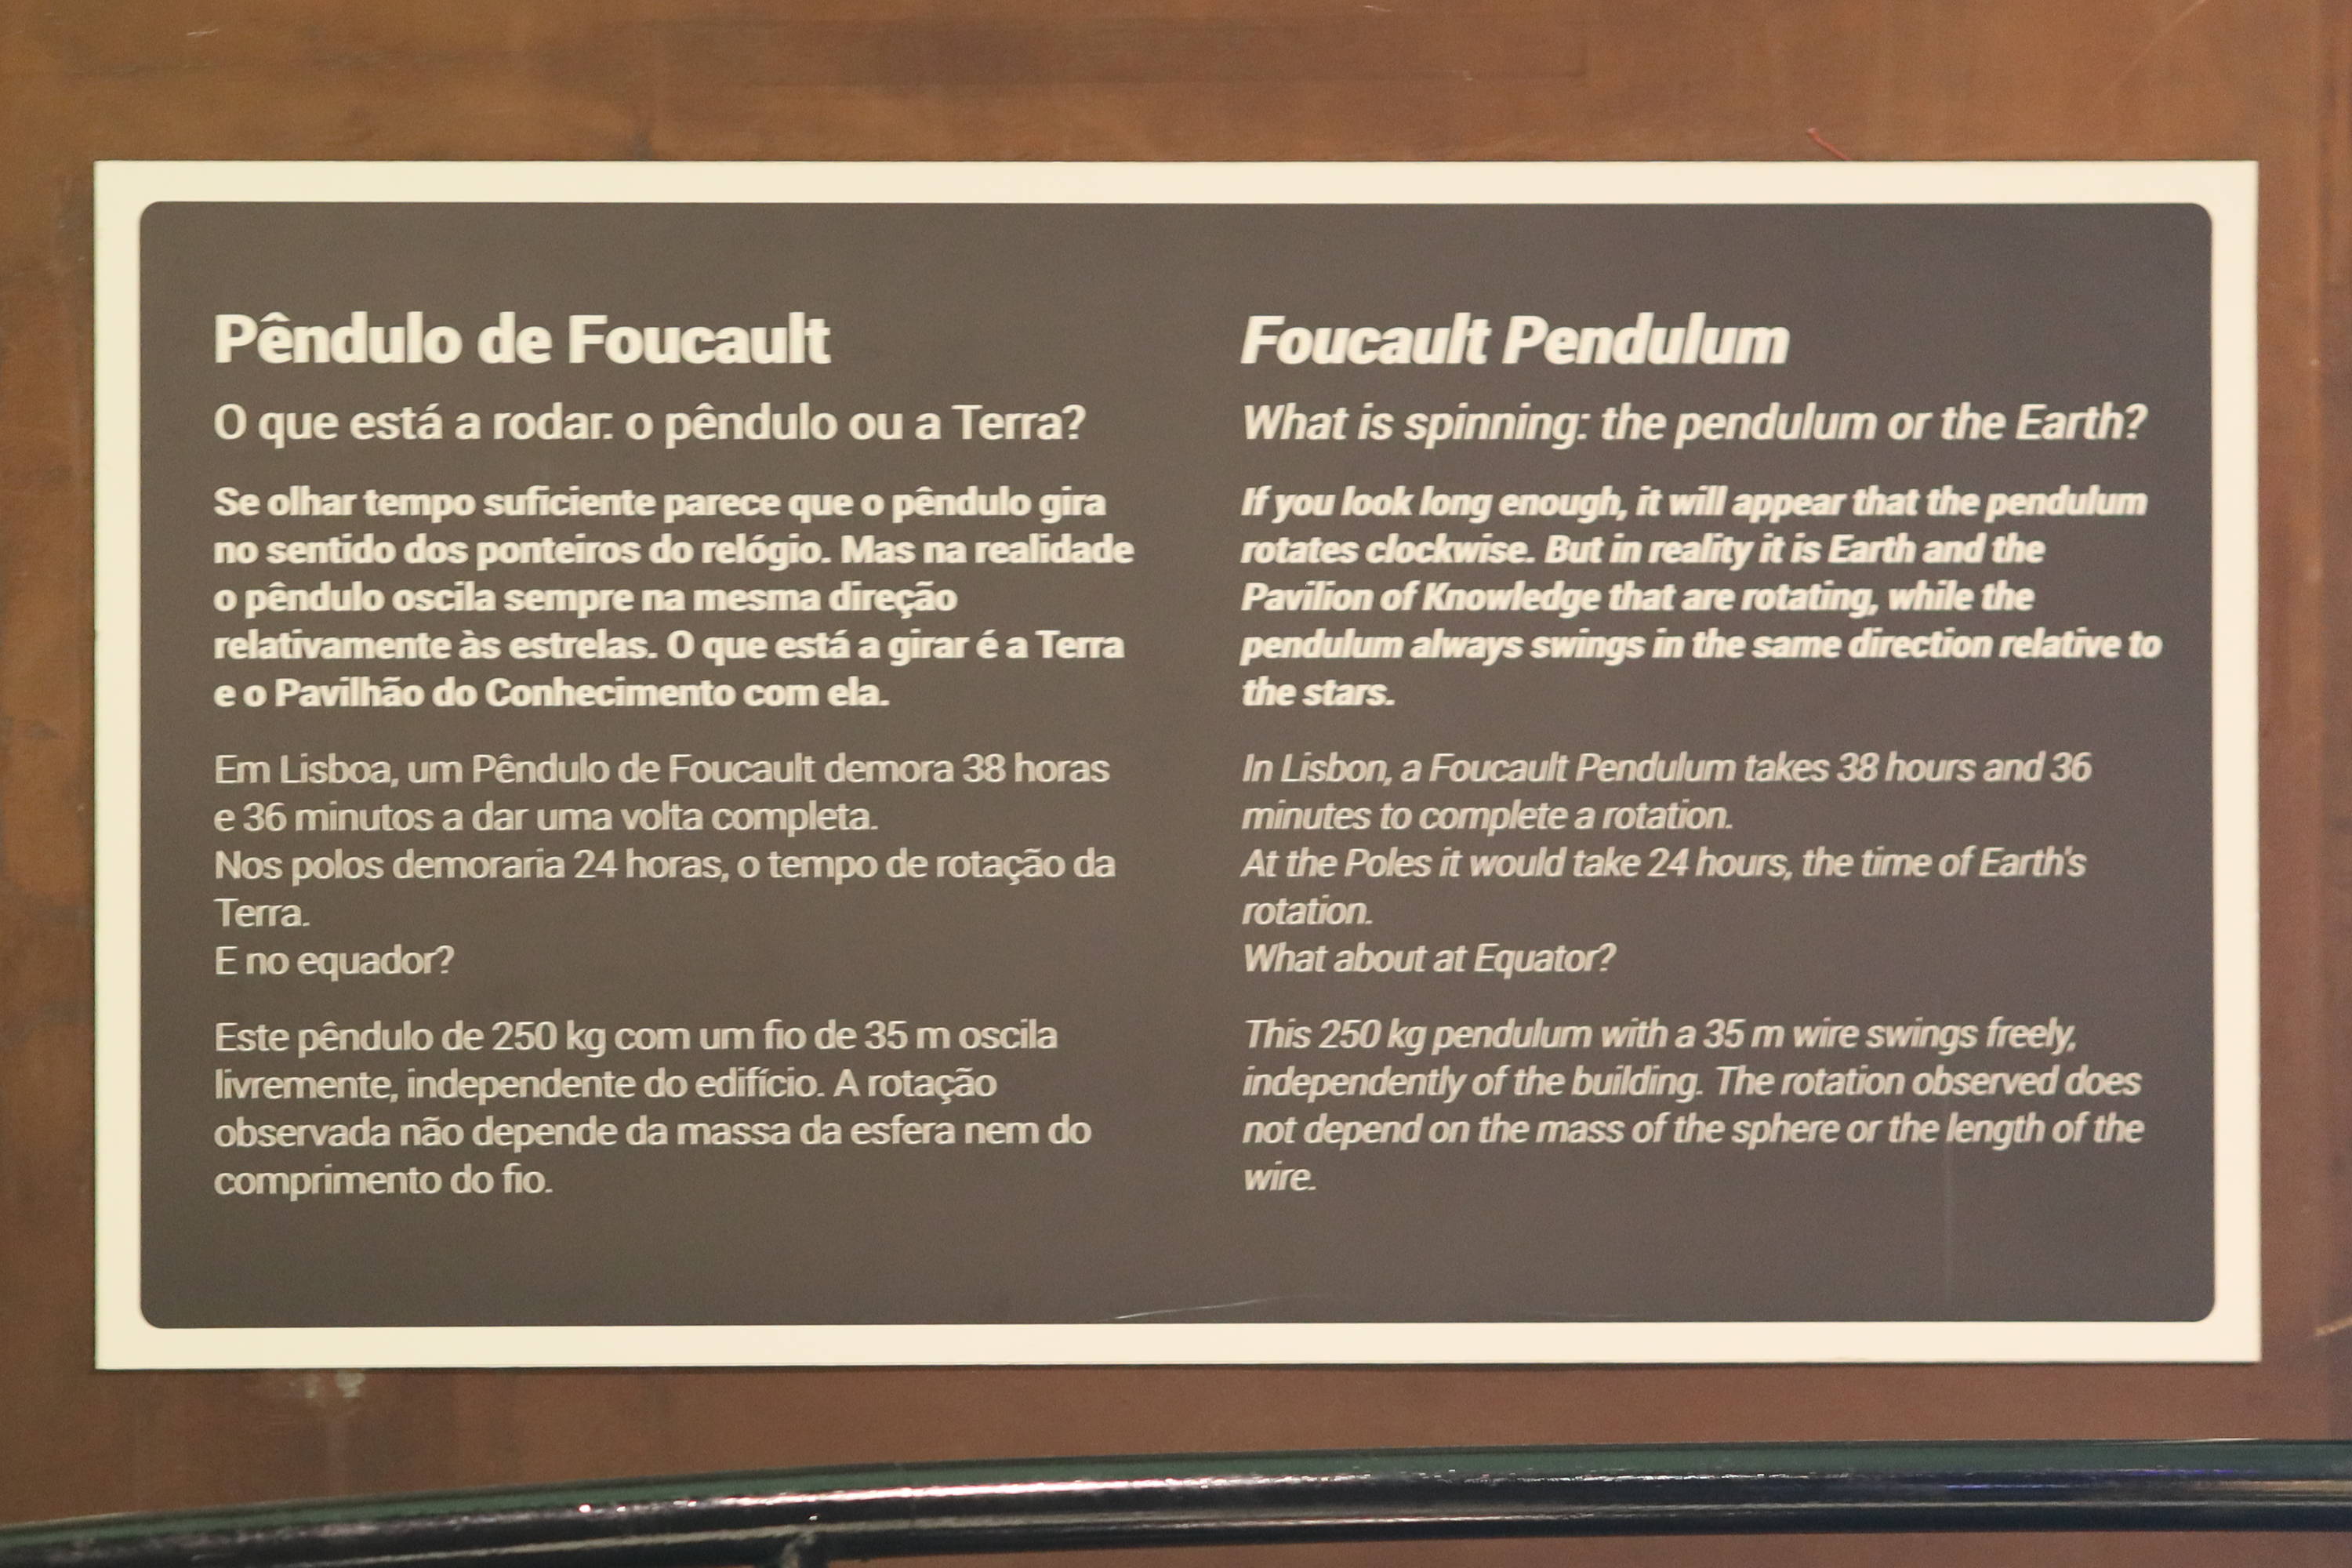 Pêndulo de Foucault
O que está a rodar: o pêndulo ou a Terra?
Se olhar tempo suficiente parece que o pêndulo gira
no sentido dos ponteiros do relógio. Mas na realidade
o pêndulo oscila sempre na mesma direção
relativamente às estrelas. O que está a girar é a Terra
e o Pavilhão do Conhecimento com ela.
Em Lisboa, um Pêndulo de Foucault demora 38 horas
e 36 minutos a dar uma volta completa.
Nos polos demoraria 24 horas, o tempo de rotação da
Terra.
E no equador?
Este pêndulo de 250 kg com um fio de 35 m oscila
livremente, independente do edifício. A rotação
observada não depende da massa da esfera nem do
comprimento do fio.
Foucault Pendulum
What is spinning: the pendulum or the Earth?
If you look long enough, it will appear that the pendulum
rotates clockwise. But in reality it is Earth and the
Pavilion of Knowledge that are rotating, while the
pendulum always swings in the same direction relative to
the stars.
In Lisbon, a Foucault Pendulum takes 38 hours and 36
minutes to complete a rotation.
At the Poles it would take 24 hours, the time of Earth's
rotation.
What about at Equator?
This 250 kg pendulum with a 35 m wire swings freely,
independently of the building. The rotation observed does
not depend on the mass of the sphere or the length of the
wire.